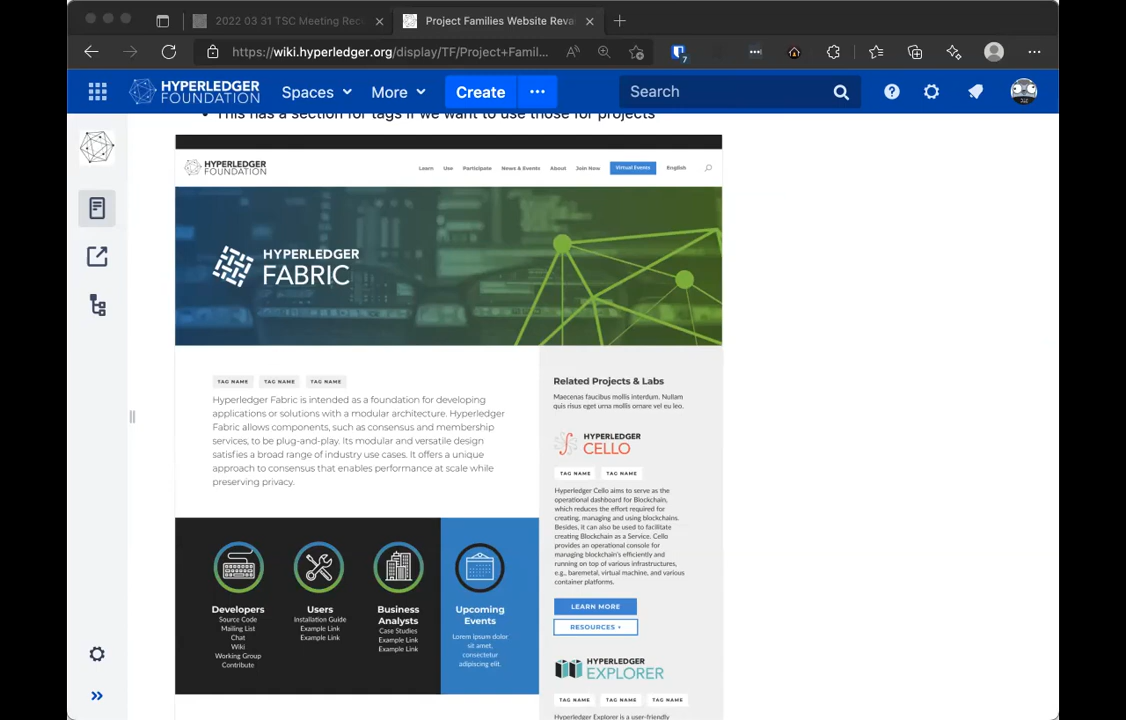 2022 03 31 TSC Meeting Rec
Project Families Website Reva
https://wiki.hyperledger.org/display/TF/Project+Famil...
7
HYPERLEDGER
FOUNDATION
Spaces
More
Create
Search
This has a section for tags if we want to use those for projects
HYPERLEDGER
FOUNDATION
Learn Use Participate News & Events About Join Now Virtual Events English
HYPERLEDGER
FABRIC
TAG NAME TAG NAME TAG NAME
Hyperledger Fabric is intended as a foundation for developing
applications or solutions with a modular architecture. Hyperledger
Fabric allows components, such as consensus and membership
services, to be plug-and-play. Its modular and versatile design
satisfies a broad range of industry use cases. It offers a unique
approach to consensus that enables performance at scale while
preserving privacy.
Developers
Source Code
Mailing List
Chat
Wiki
Working Group
Contribute
Users
Installation Guide
Example Link
Example Link
Business
Analysts
Case Studies
Example Link
Example Link
Upcoming
Events
Lorem ipsum dolor
sit amet,
consectetur
adipiscing elit.
Related Projects & Labs
Maecenas faucibus mollis interdum. Nullam
quis risus eget urna mollis ornare vel eu leo.
HYPERLEDGER
CELLO
TAG NAME TAG NAME
Hyperledger Cello aims to serve as the
operational dashboard for Blockchain,
which reduces the effort required for
creating, managing and using blockchains.
Besides, it can also be used to facilitate
creating Blockchain as a Service. Cello
provides an operational console for
managing blockchain's efficiently and
running on top of various infrastructures,
e.g., baremetal, virtual machine, and various
container platforms.
LEARN MORE
RESOURCES +
HYPERLEDGER
EXPLORER
TAG NAME TAG NAME TAG NAME
Hyperledger Explorer is a user-friendly